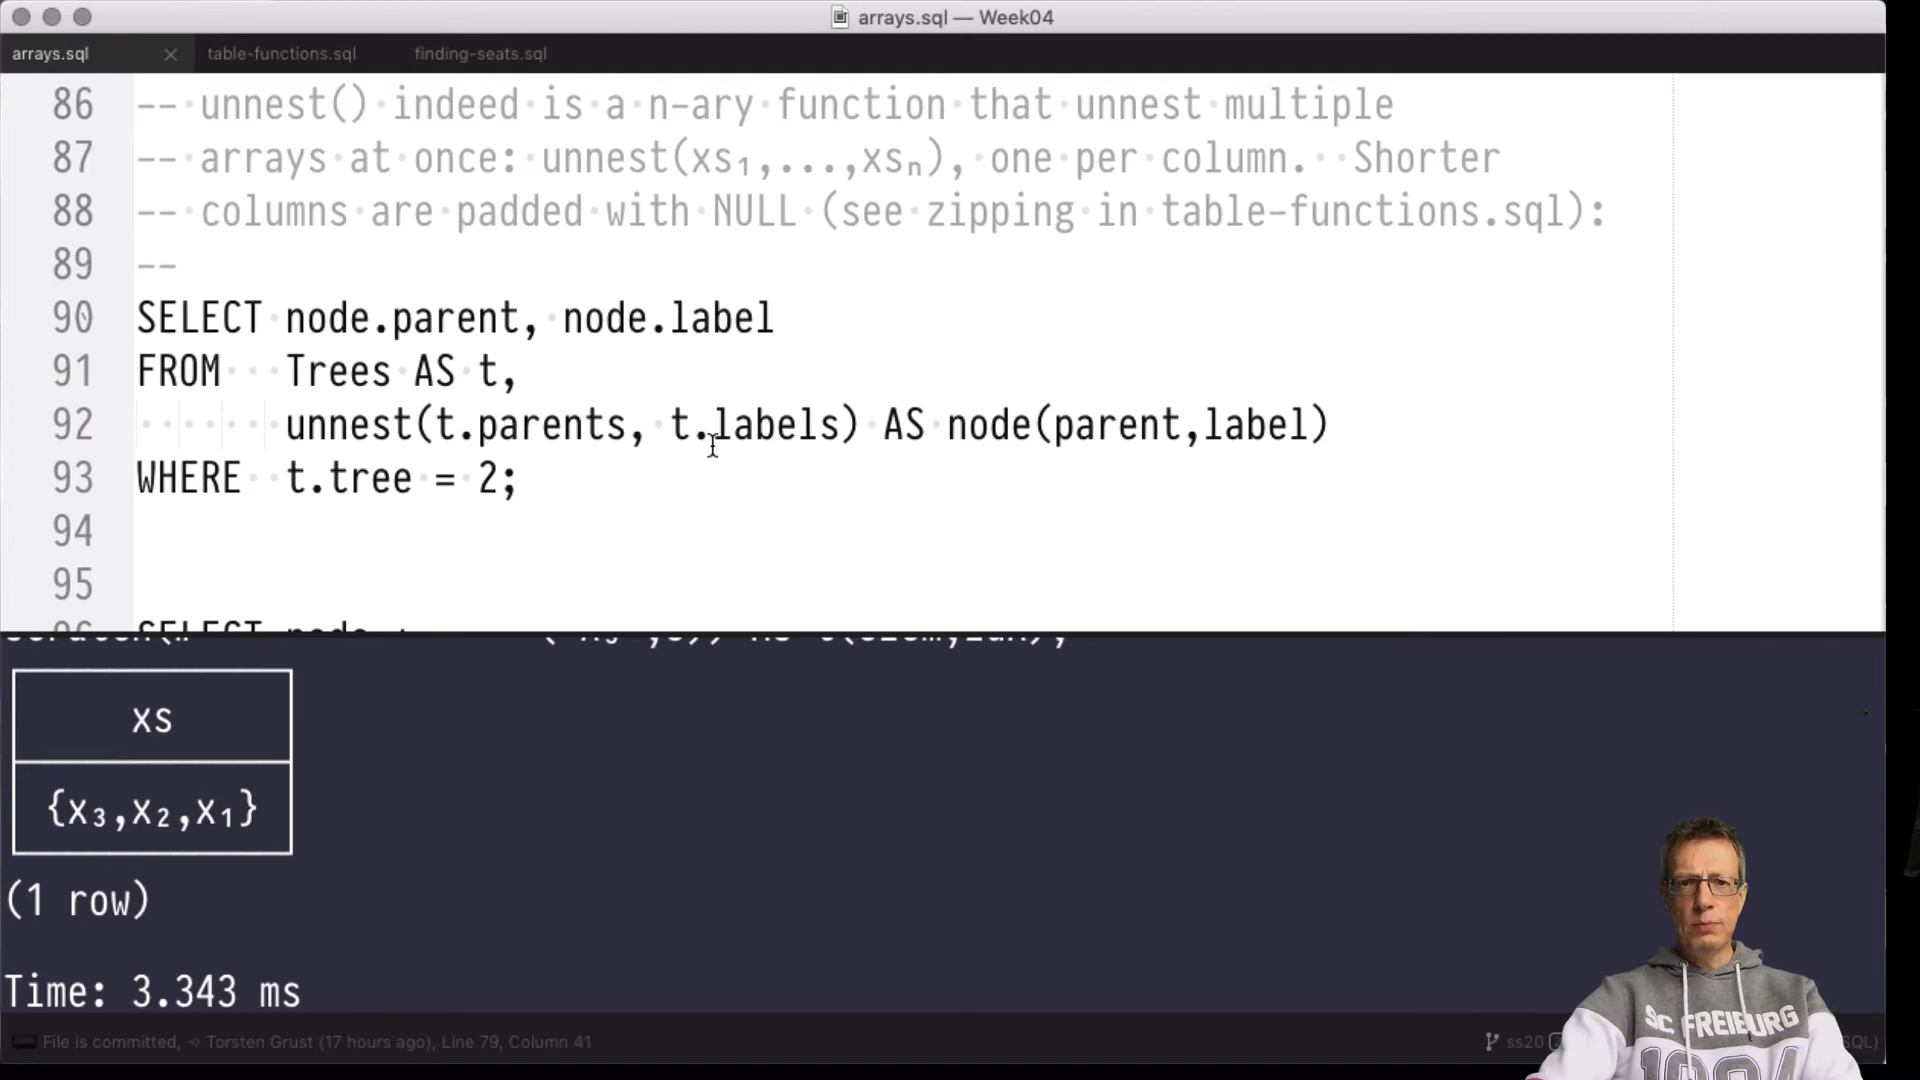 arrays.sql — Week04
arrays.sql
table-functions.sql
finding-seats.sql
86 -- unnest() indeed is a n-ary function that unnest multiple
87 -- arrays at once: unnest(xs₁,...,xsₙ), one per column. Shorter
88 -- columns are padded with NULL (see zipping in table-functions.sql):
89 --
90 SELECT node.parent, node.label
91 FROM Trees AS t,
92 unnest(t.parents, t.labels) AS node(parent,label)
93 WHERE t.tree = 2;
94
95
xs
{x₃,x₂,x₁}
(1 row)
Time: 3.343 ms
File is committed, Torsten Grust (17 hours ago), Line 79, Column 41
ss20
SQL)
SC FREIBURG